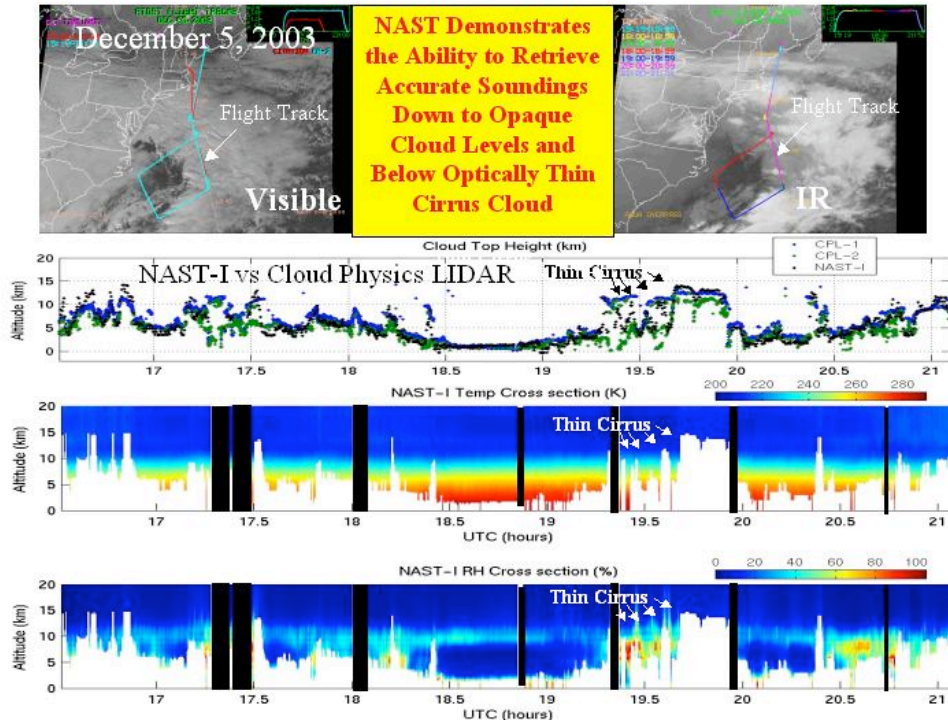 December 5, 2003
Flight Track
Visible
NAST Demonstrates
the Ability to Retrieve
Accurate Soundings
Down to Opaque
Cloud Levels and
Below Optically Thin
Cirrus Cloud
Flight Track
IR
Cloud Top Height (km)
CPL-1
CPL-2
NAST-I
NAST-I vs Cloud Physics LIDAR
Thin Cirrus
Altitude (km)
20
15
10
5
0
17 17.5 18 18.5 19 19.5 20 20.5 21
200 220 240 260 280
NAST-I Temp Cross section (K)
Thin Cirrus
Altitude (km)
20
15
10
5
0
17 17.5 18 18.5 19 19.5 20 20.5 21
UTC (hours)
0 20 40 60 80 100
NAST-I RH Cross section (%)
Thin Cirrus
Altitude (km)
20
15
10
5
0
17 17.5 18 18.5 19 19.5 20 20.5 21
UTC (hours)